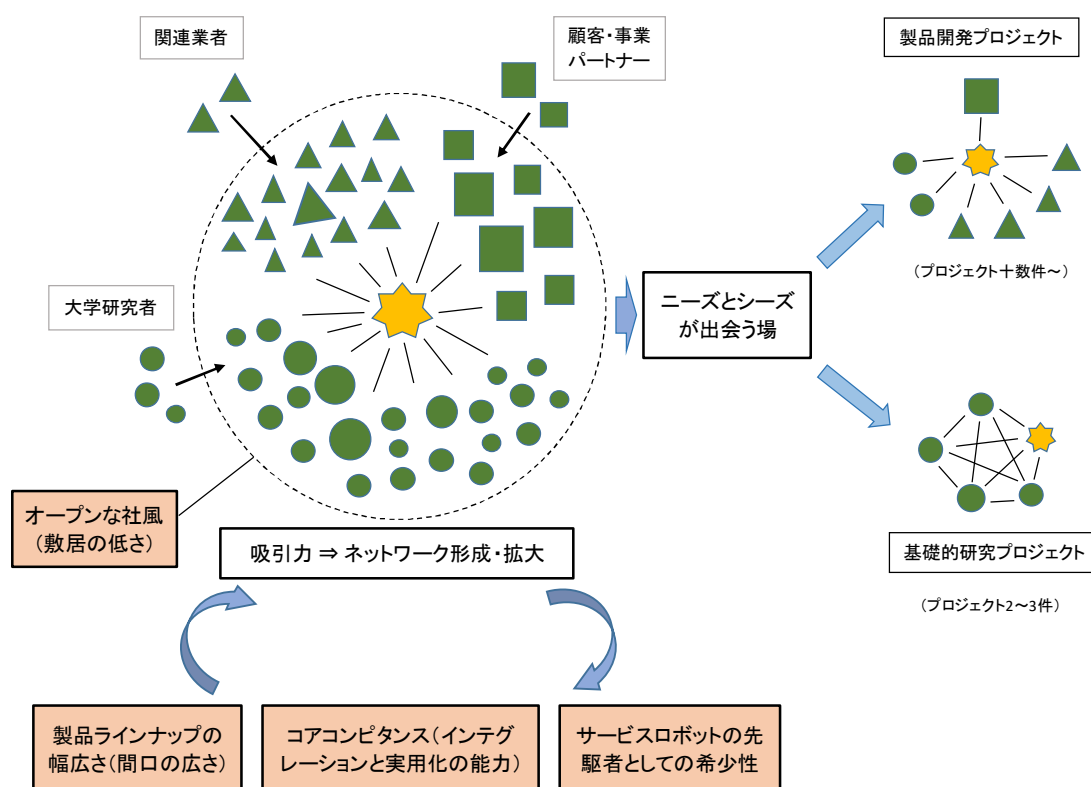 関連業者
顧客・事業
パートナー
製品開発プロジェクト
(プロジェクト十数件～)
大学研究者
ニーズとシーズ
が出会う場
オープンな社風
(敷居の低さ)
吸引力 ⇒ ネットワーク形成・拡大
基礎的研究プロジェクト
(プロジェクト2～3件)
製品ラインナップの
幅広さ(間口の広さ)
コアコンピタンス(インテグ
レーションと実用化の能力)
サービスロボットの先
駆者としての希少性